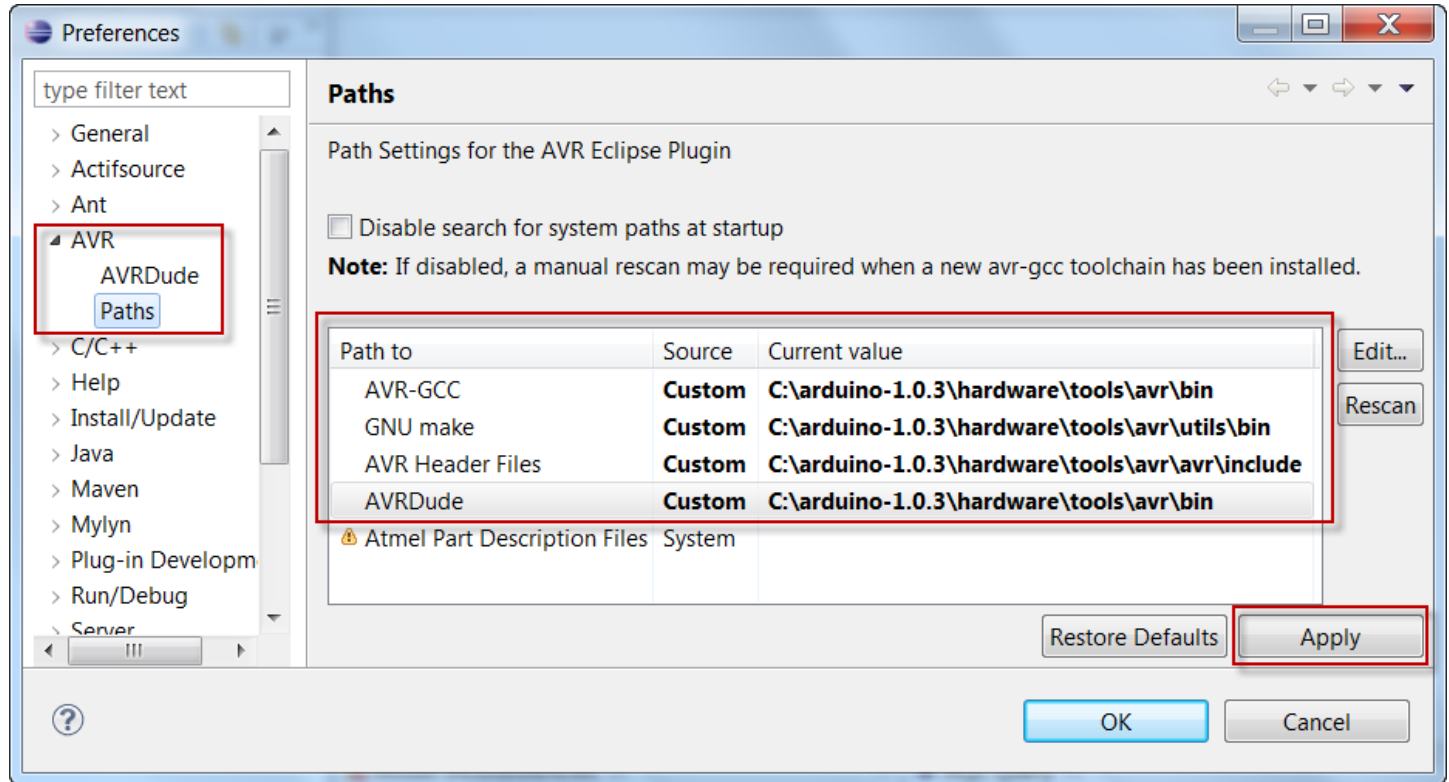 Preferences
type filter text
General
Actifsource
Ant
AVR
AVRDude
Paths
C/C++
Help
Install/Update
Java
Maven
Mylyn
Plug-in Developm
Run/Debug
Server
Paths
Path Settings for the AVR Eclipse Plugin
Disable search for system paths at startup
Note: If disabled, a manual rescan may be required when a new avr-gcc toolchain has been installed.
Path to Source Current value
AVR-GCC Custom C:\arduino-1.0.3\hardware\tools\avr\bin
GNU make Custom C:\arduino-1.0.3\hardware\tools\avr\utils\bin
AVR Header Files Custom C:\arduino-1.0.3\hardware\tools\avr\avr\include
AVRDude Custom C:\arduino-1.0.3\hardware\tools\avr\bin
Atmel Part Description Files System
Edit...
Rescan
Restore Defaults Apply
OK Cancel